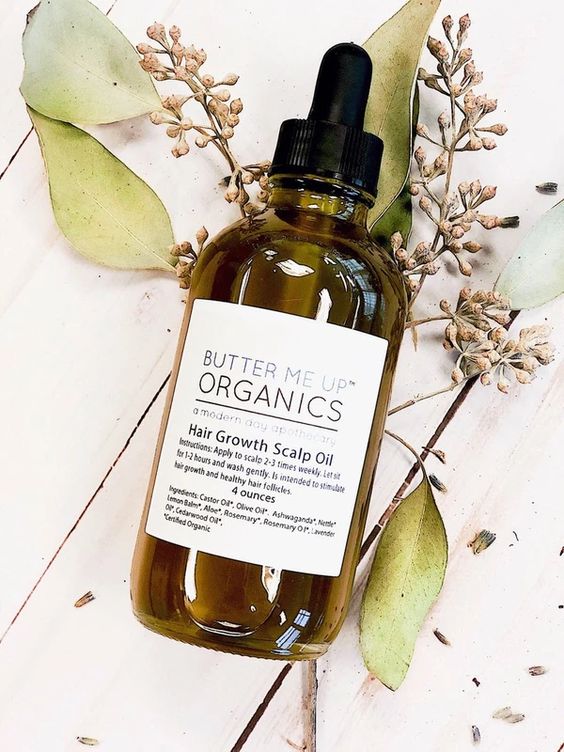 BUTTER ME UP™
ORGANICS
a modern day apothecary
Hair Growth Scalp Oil
Instructions: Apply to scalp 2-3 times weekly. Let sit
for 1-2 hours and wash gently. Is intended to stimulate
hair growth and healthy hair follicles.
4 ounces
Ingredients: Castor Oil*, Olive Oil*, Ashwaganda*, Nettle*
Lemon Balm*, Aloe*, Rosemary*, Rosemary Oil*, Lavender
Oil*, Cedarwood Oil*.
*Certified Organic.